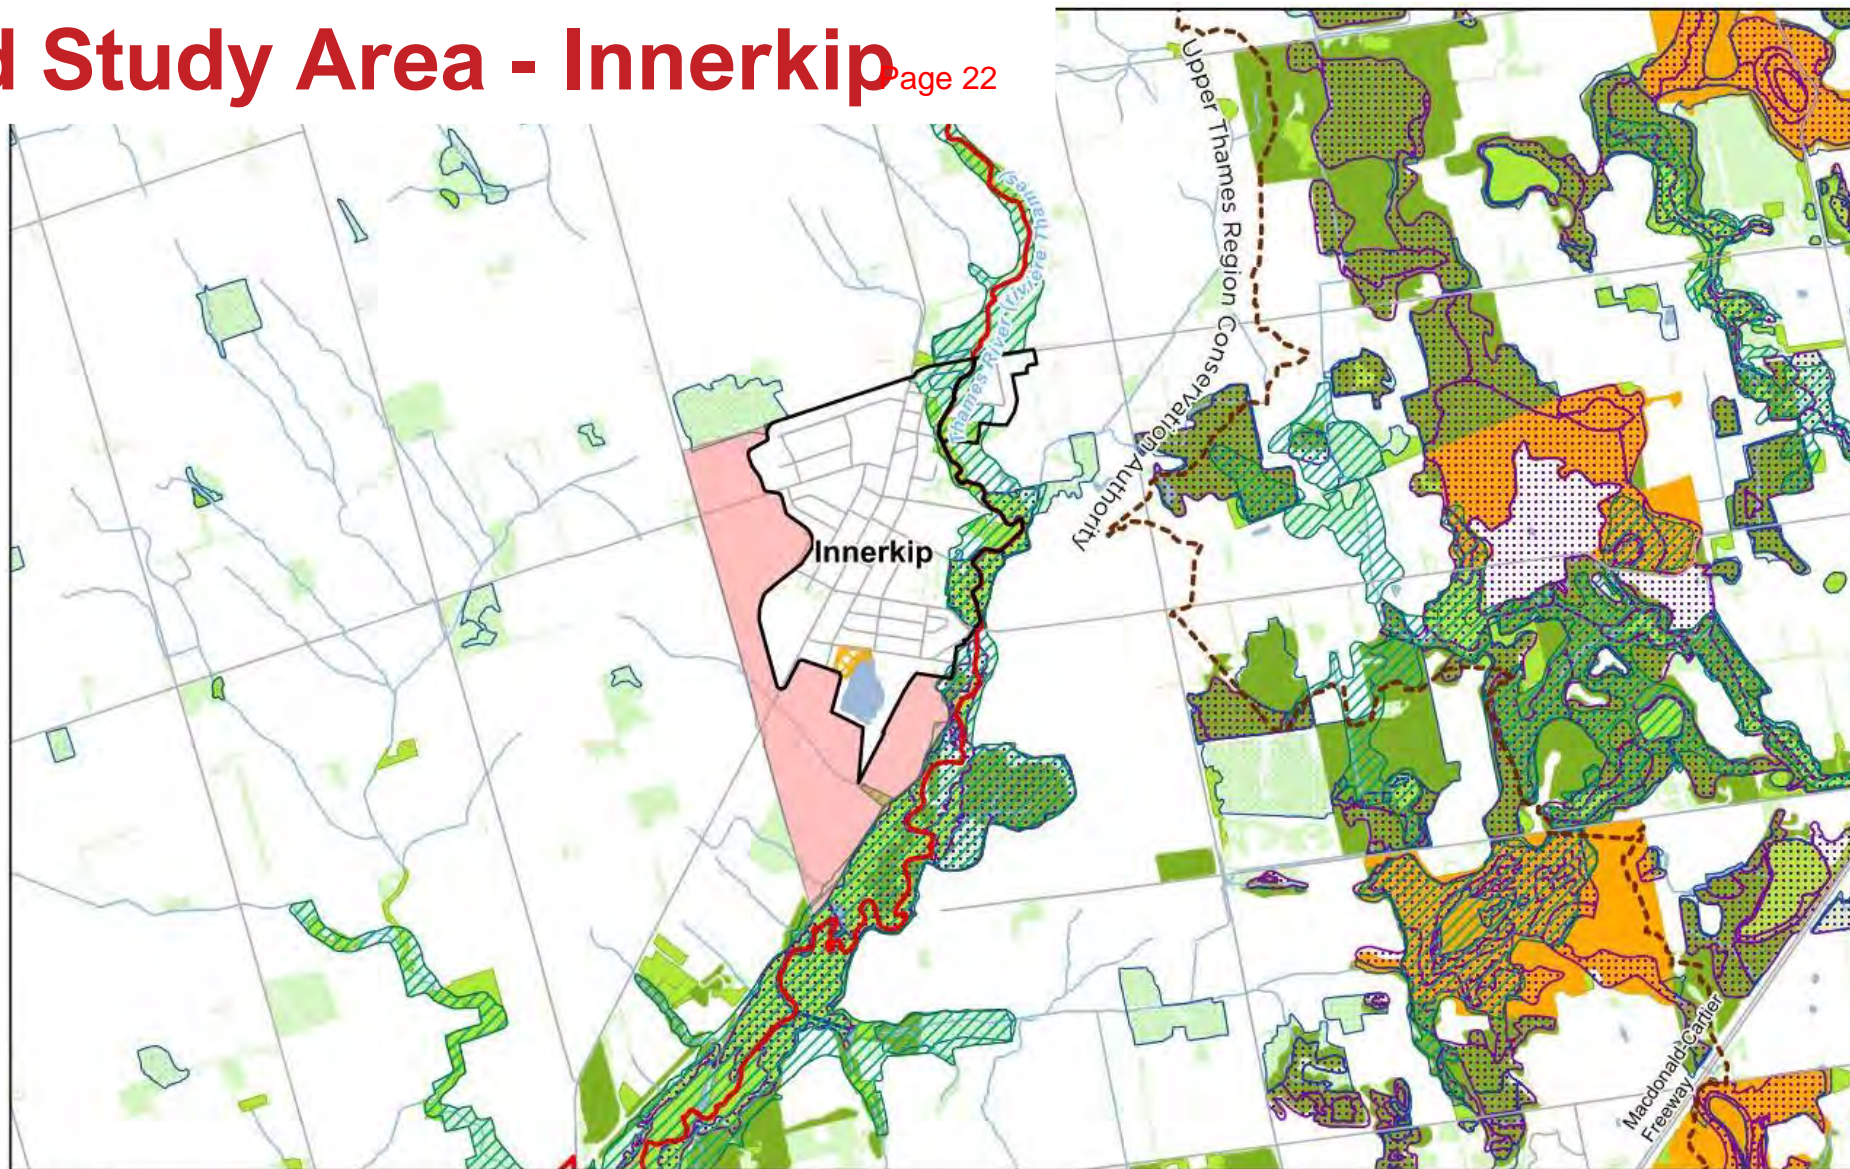 d Study Area - Innerkip
Page 22
Upper Thames Region Conservation Authority
Thames River (rivière Thames)
Innerkip
Macdonald-Cartier
Freeway